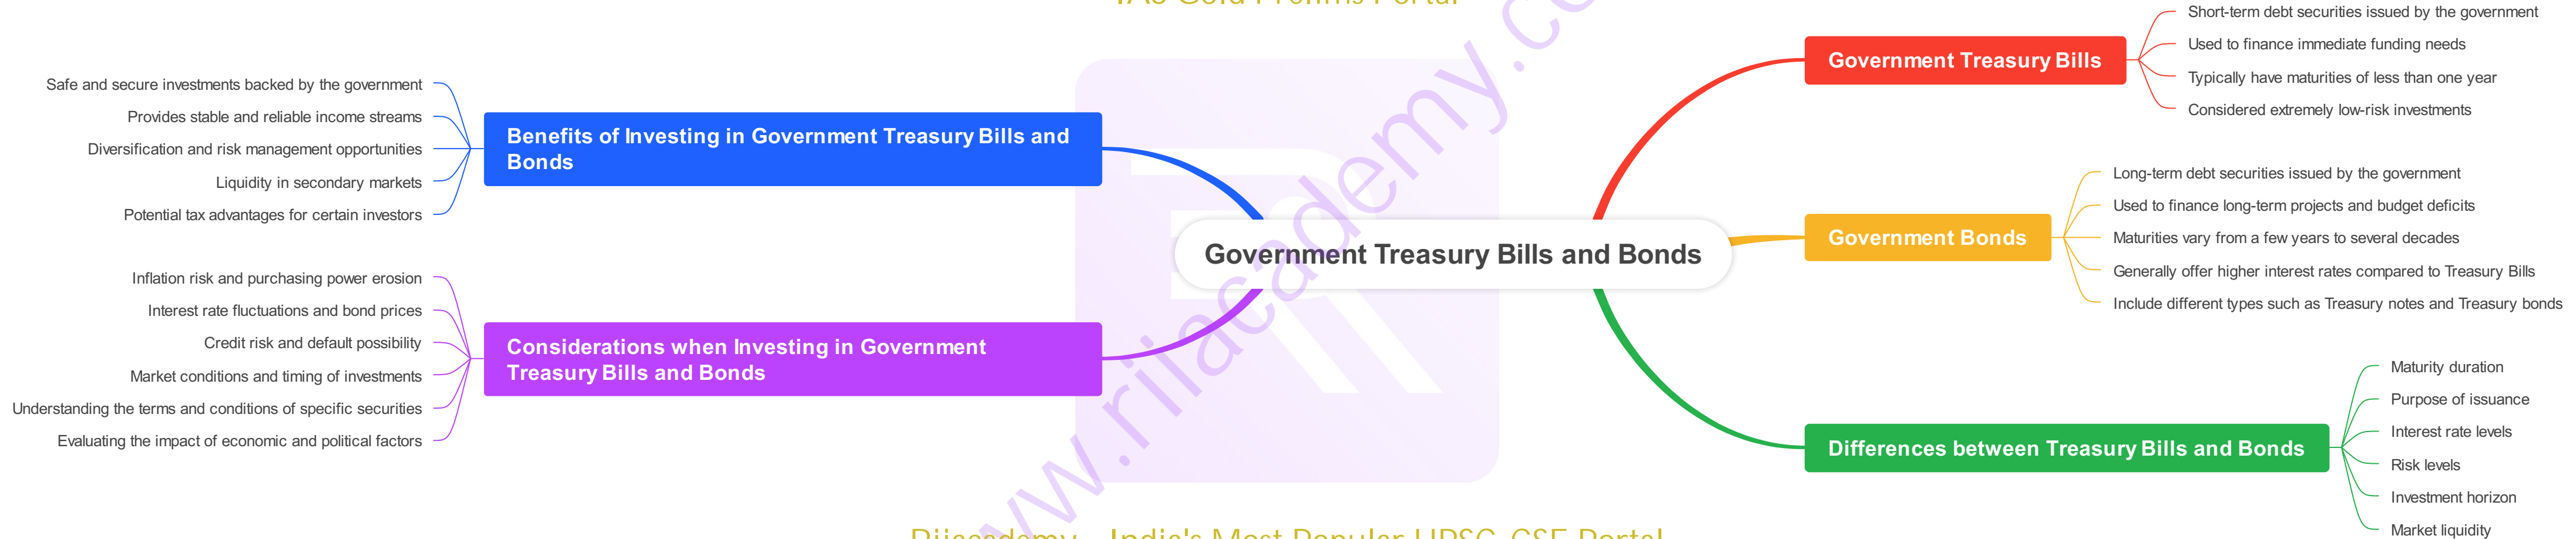 Government Treasury Bills and Bonds
Government Treasury Bills
Short-term debt securities issued by the government
Used to finance immediate funding needs
Typically have maturities of less than one year
Considered extremely low-risk investments
Government Bonds
Long-term debt securities issued by the government
Used to finance long-term projects and budget deficits
Maturities vary from a few years to several decades
Generally offer higher interest rates compared to Treasury Bills
Include different types such as Treasury notes and Treasury bonds
Differences between Treasury Bills and Bonds
Maturity duration
Purpose of issuance
Interest rate levels
Risk levels
Investment horizon
Market liquidity
Benefits of Investing in Government Treasury Bills and
Bonds
Safe and secure investments backed by the government
Provides stable and reliable income streams
Diversification and risk management opportunities
Liquidity in secondary markets
Potential tax advantages for certain investors
Considerations when Investing in Government
Treasury Bills and Bonds
Inflation risk and purchasing power erosion
Interest rate fluctuations and bond prices
Credit risk and default possibility
Market conditions and timing of investments
Understanding the terms and conditions of specific securities
Evaluating the impact of economic and political factors
India's Most Popular UPSC-CSE Portal